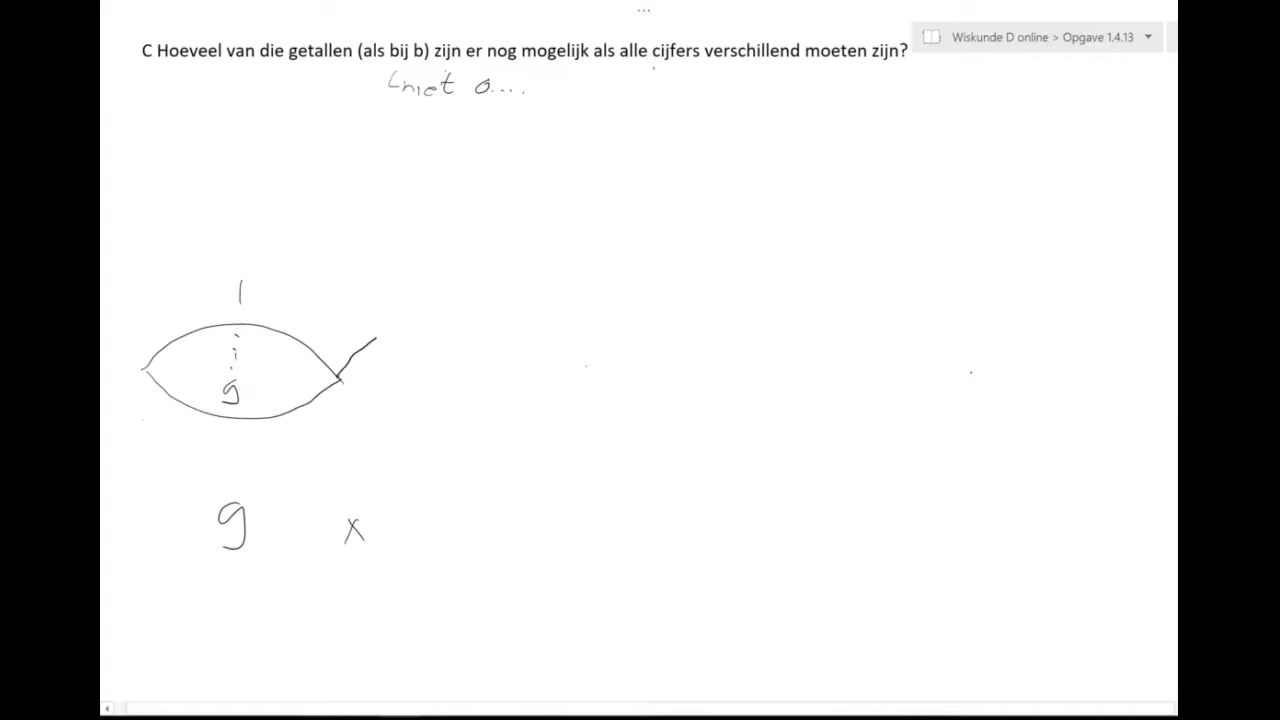 ...
C Hoeveel van die getallen (als bij b) zijn er nog mogelijk als alle cijfers verschillend moeten zijn?
Wiskunde D online > Opgave 1.4.13
niet 0....
1
9
9 x